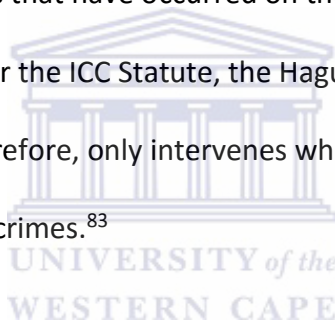 that have occurred on th
r the ICC Statute, the Hagu
refore, only intervenes wh
crimes.⁸³
UNIVERSITY of the
WESTERN CAPE